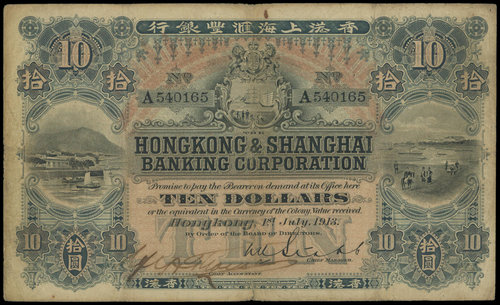 行銀豐滙海上港香
10 10
拾 拾
No No
A540165 A540165
THE
HONGKONG & SHANGHAI
BANKING CORPORATION
Promise to pay the Bearer on demand at its Office here
TEN DOLLARS
or the equivalent in the Currency of the Colony, Value received.
Hongkong, 1st July, 1913.
By Order of the BOARD OF DIRECTORS.
10 拾圓 拾圓 10
CHIEF ACCOUNTANT CHIEF MANAGER
港香 港香